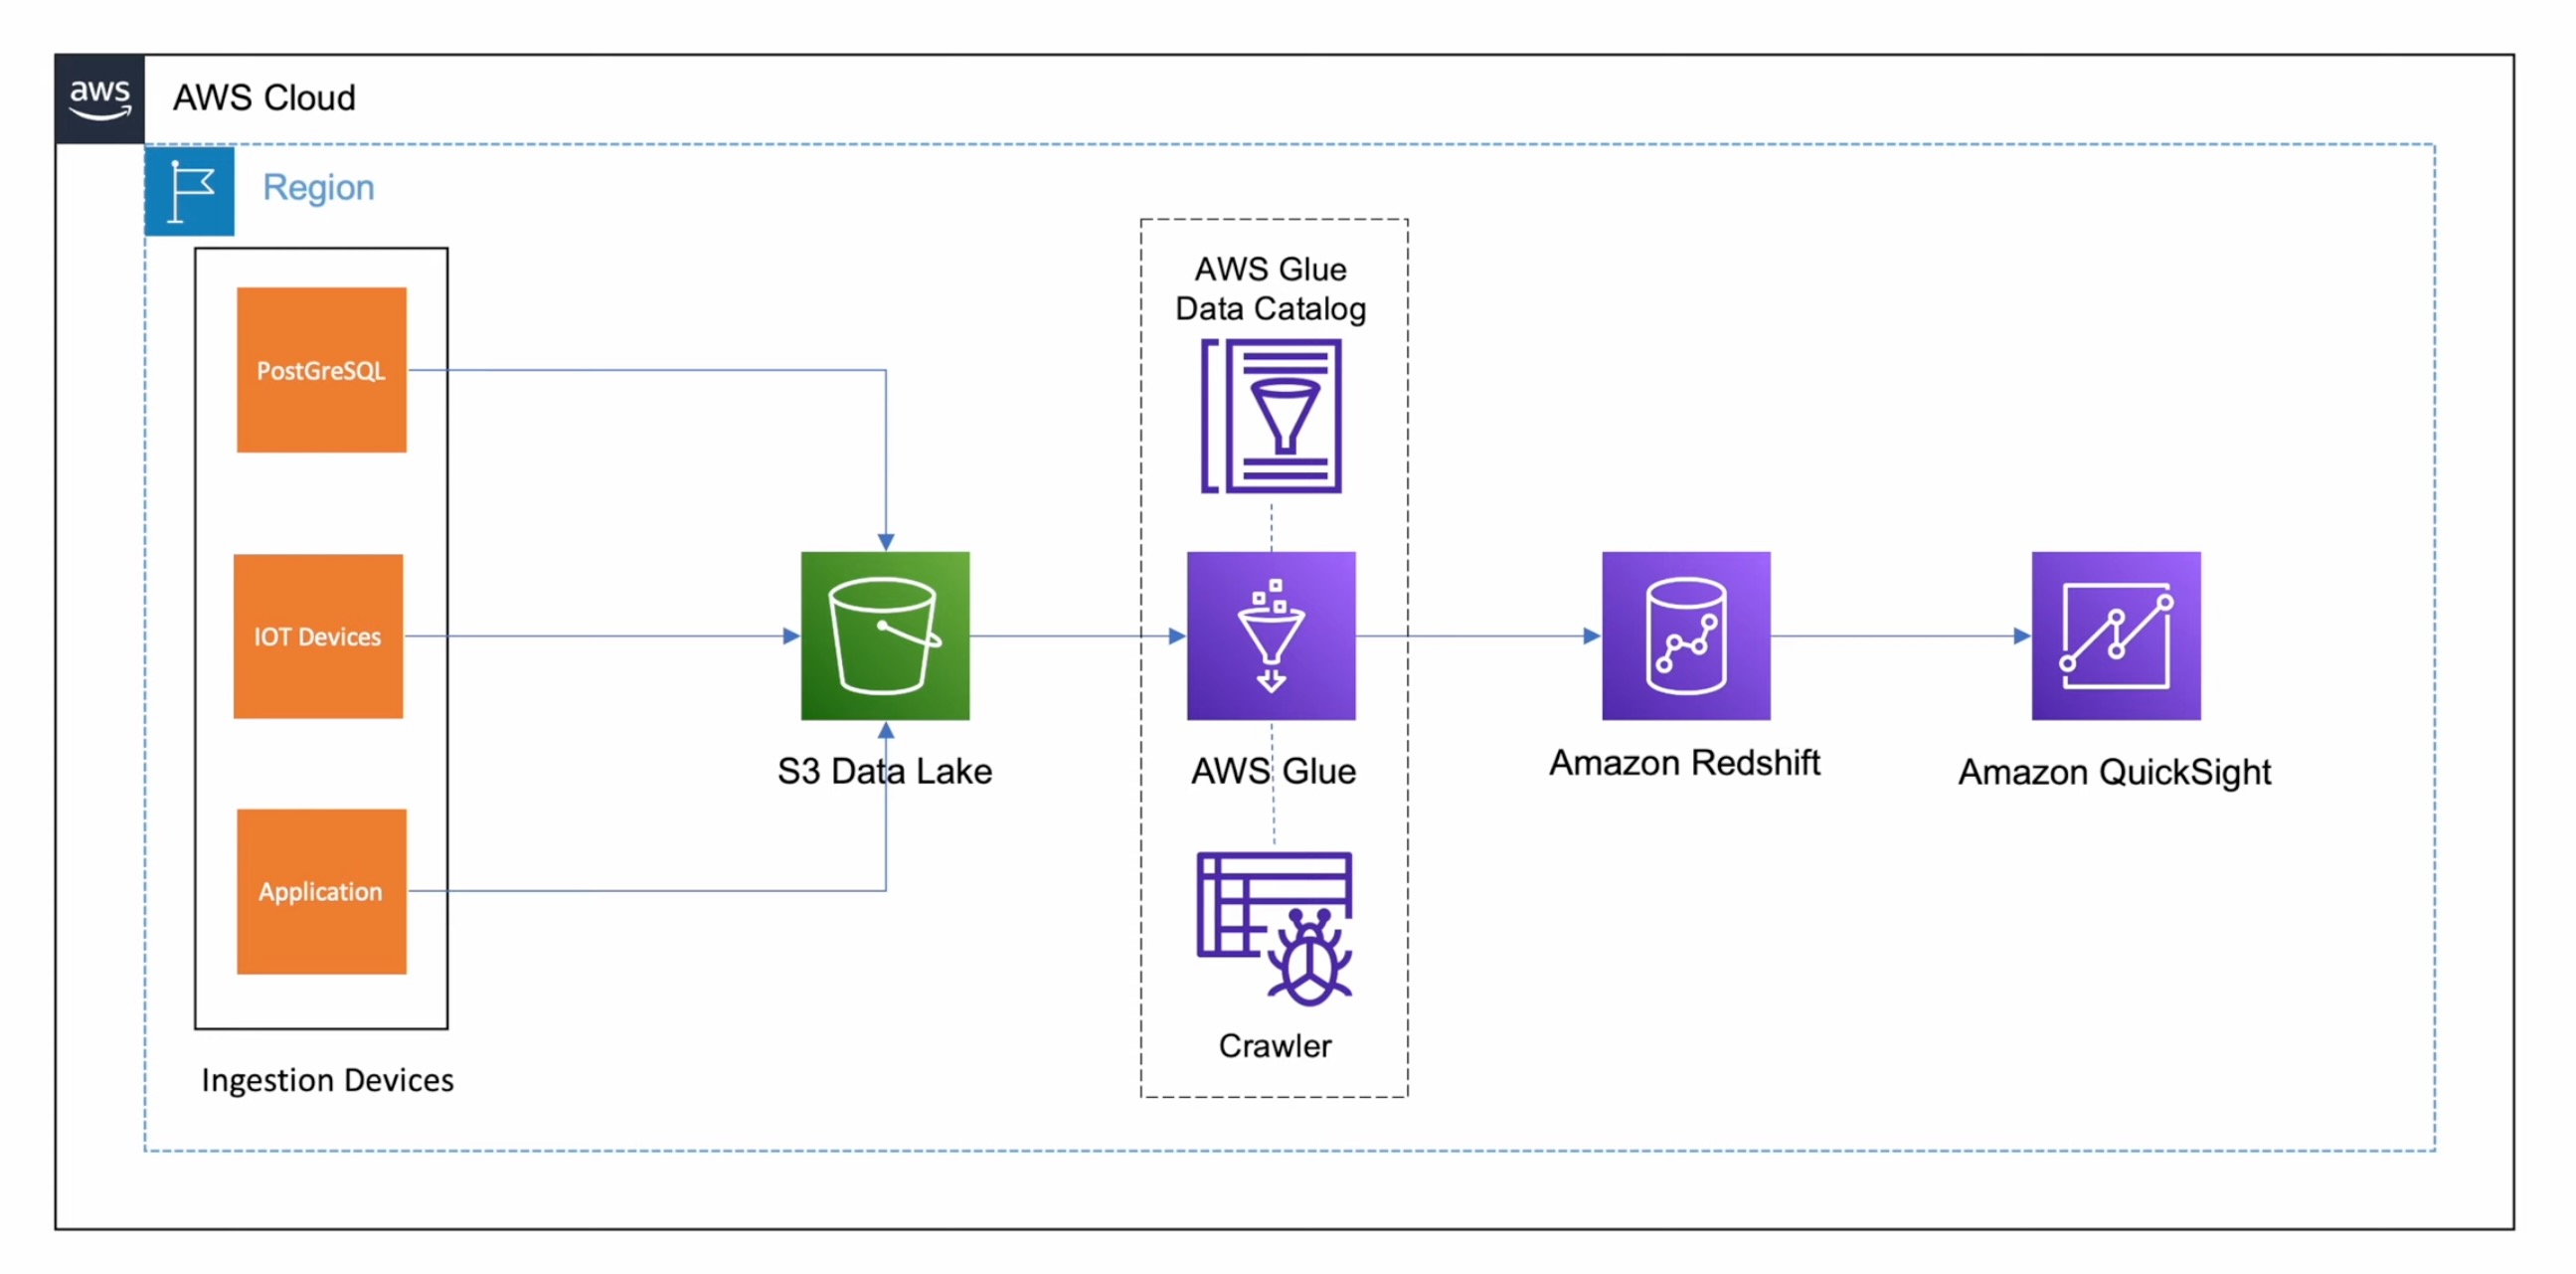 aws
AWS Cloud
Region
AWS Glue
Data Catalog
PostGreSQL
IOT Devices
Application
Ingestion Devices
S3 Data Lake
AWS Glue
Crawler
Amazon Redshift
Amazon QuickSight